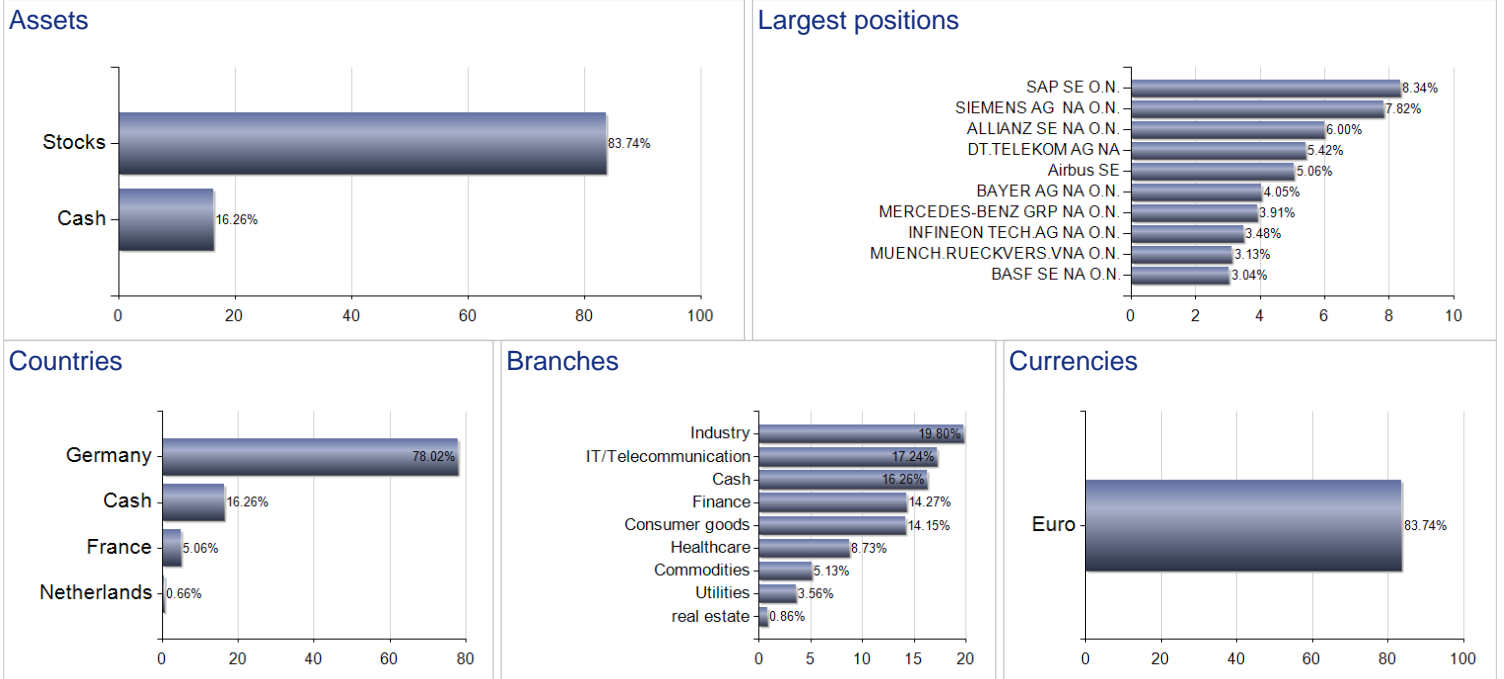 Assets
Stocks
83.74%
Cash
16.26%
0 20 40 60 80 100
Largest positions
SAP SE O.N. 8.34%
SIEMENS AG  NA O.N. 7.82%
ALLIANZ SE NA O.N. 6.00%
DT.TELEKOM AG NA 5.42%
Airbus SE 5.06%
BAYER AG NA O.N. 4.05%
MERCEDES-BENZ GRP NA O.N. 3.91%
INFINEON TECH.AG NA O.N. 3.48%
MUENCH.RUECKVERS.VNA O.N. 3.13%
BASF SE NA O.N. 3.04%
0 2 4 6 8 10
Countries
Germany 78.02%
Cash 16.26%
France 5.06%
Netherlands 0.66%
0 20 40 60 80
Branches
Industry 19.80%
IT/Telecommunication 17.24%
Cash 16.26%
Finance 14.27%
Consumer goods 14.15%
Healthcare 8.73%
Commodities 5.13%
Utilities 3.56%
real estate 0.86%
0 5 10 15 20
Currencies
Euro 83.74%
0 20 40 60 80 100